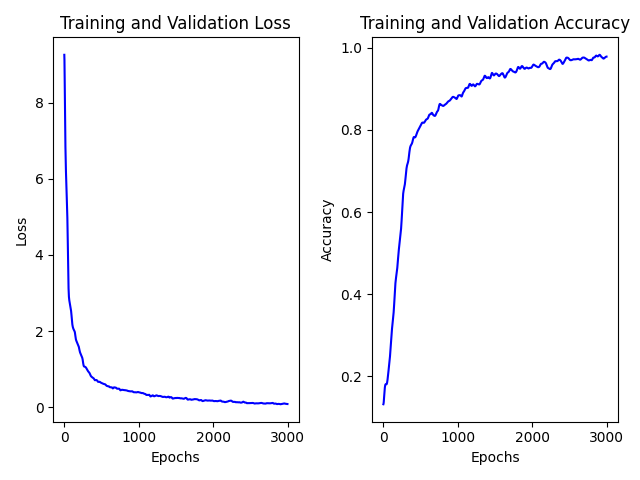 Training and Validation Loss
8
6
4
2
0
Loss
0 1000 2000 3000
Epochs
Training and Validation Accuracy
1.0
0.8
0.6
0.4
0.2
Accuracy
0 1000 2000 3000
Epochs